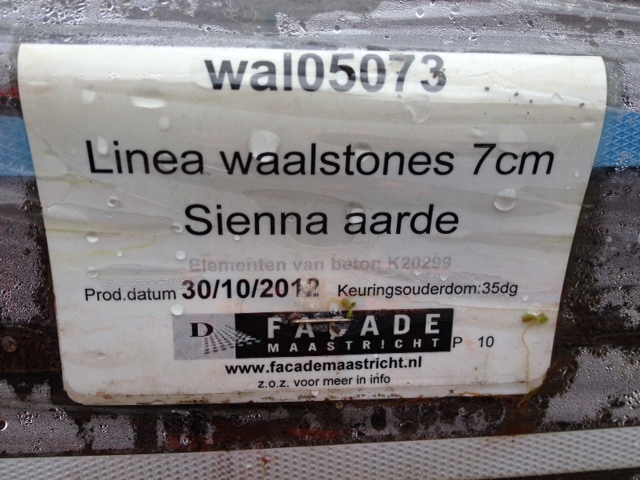 wal05073
Linea waalstones 7cm
Sienna aarde
Elementen van beton K20299
Prod.datum 30/10/2012 Keuringsouderdom:35dg
D FAÇADE
MAASTRICHT P 10
www.facademaastricht.nl
z.o.z. voor meer in info